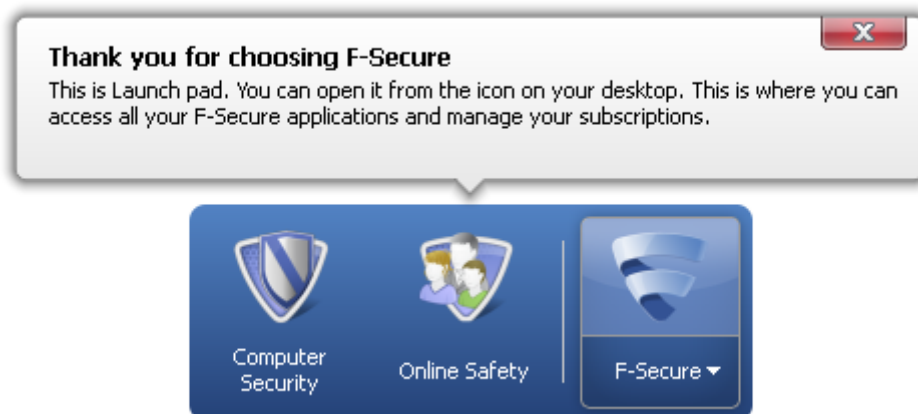 Thank you for choosing F-Secure
This is Launch pad. You can open it from the icon on your desktop. This is where you can
access all your F-Secure applications and manage your subscriptions.
Computer
Security
Online Safety
F-Secure